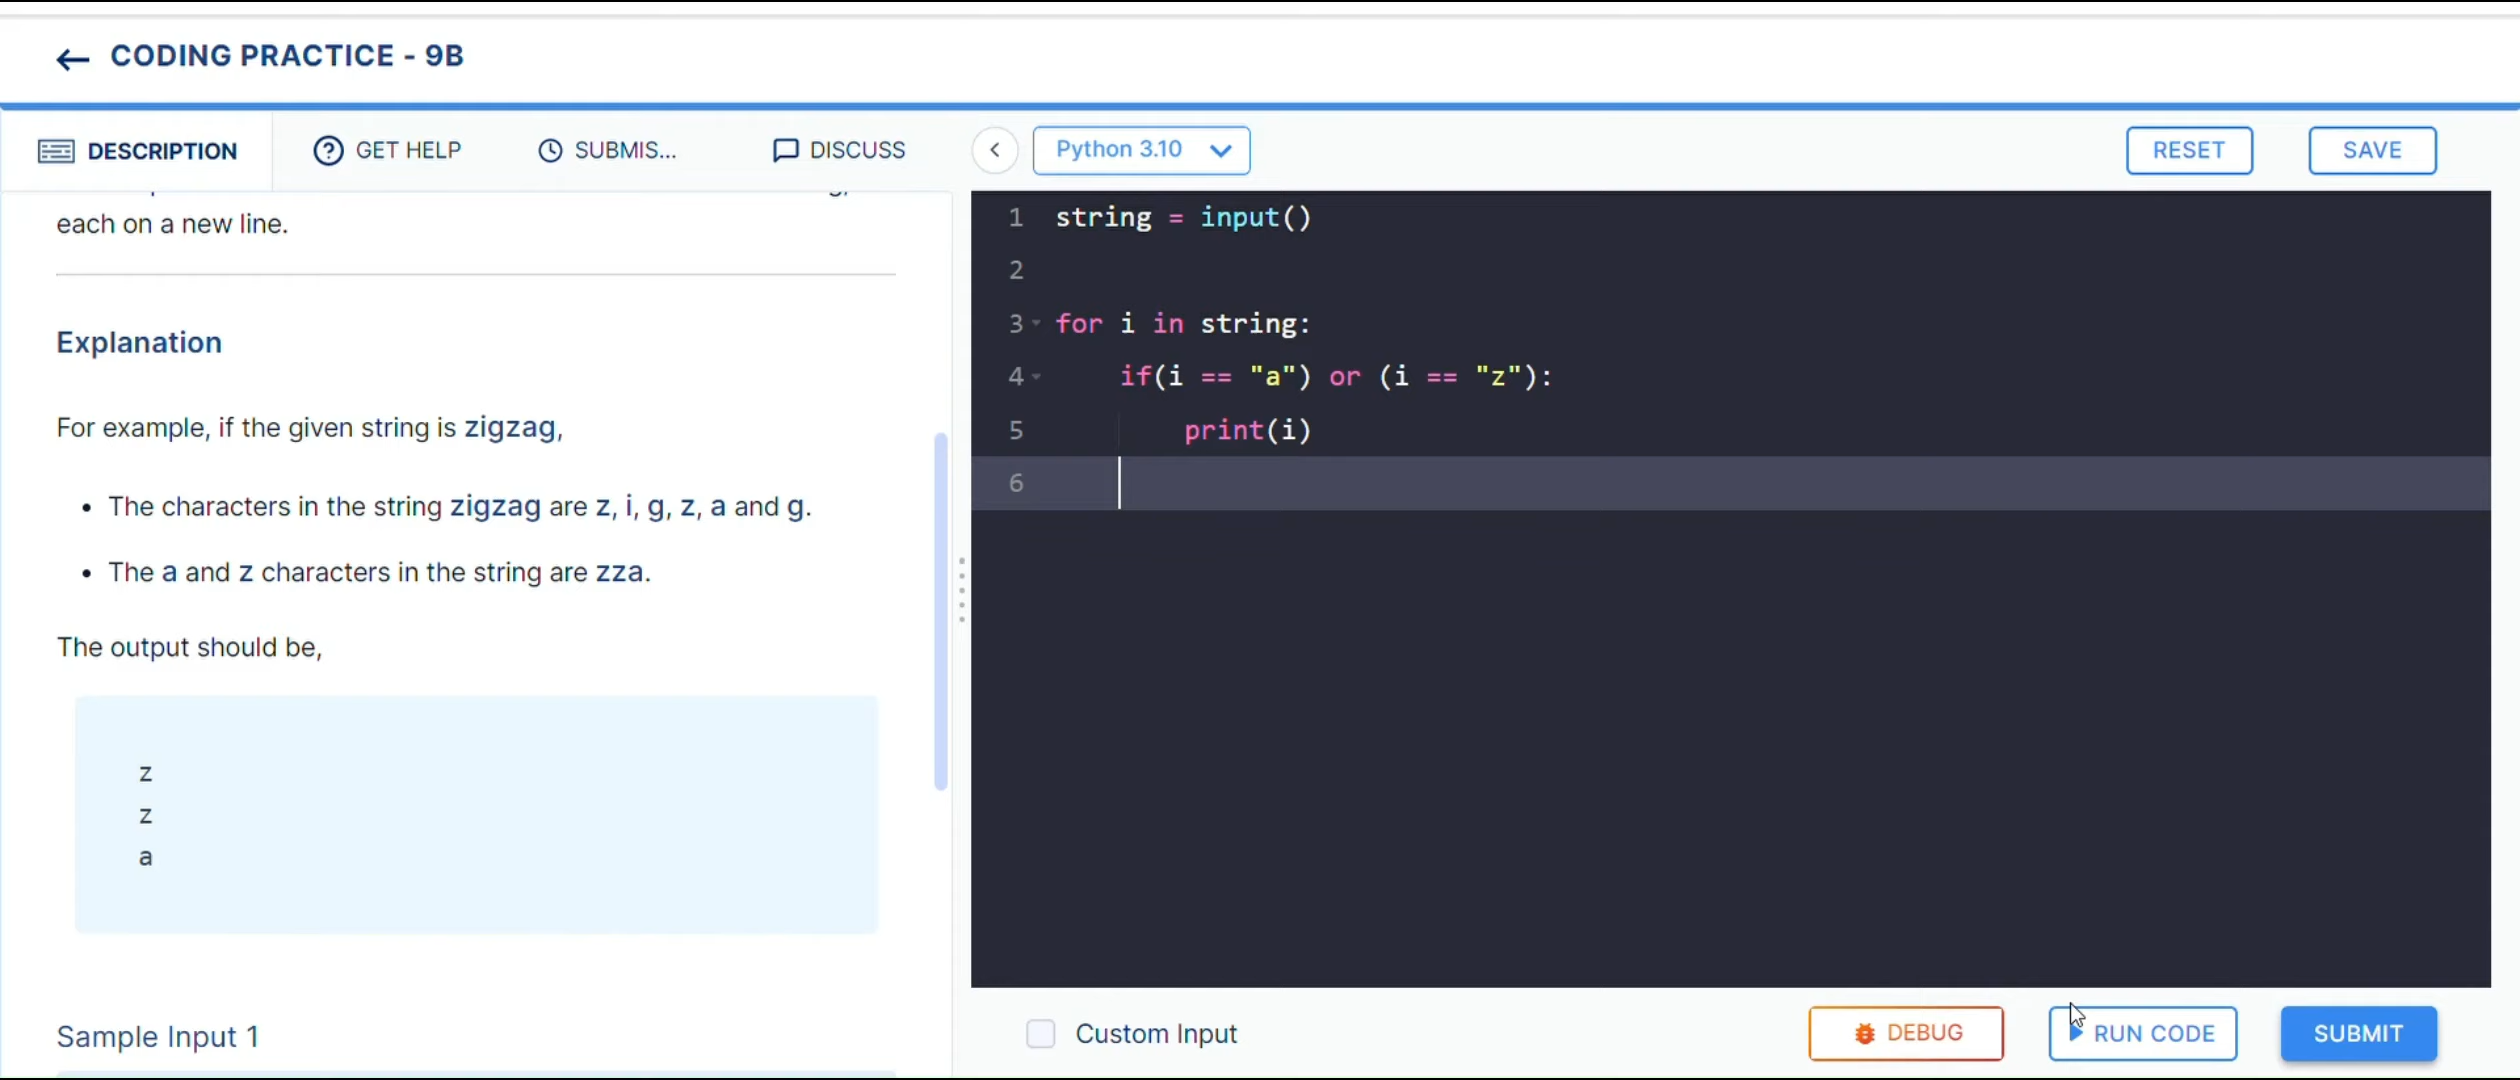 CODING PRACTICE - 9B
DESCRIPTION
GET HELP
SUBMIS...
DISCUSS
Python 3.10
RESET
SAVE
each on a new line.
Explanation
For example, if the given string is zigzag,
• The characters in the string zigzag are z, i, g, z, a and g.
• The a and z characters in the string are zza.
The output should be,
z
z
a
Sample Input 1
1 string = input()
2
3 for i in string:
4 if(i == "a") or (i == "z"):
5 print(i)
6
Custom Input
DEBUG
RUN CODE
SUBMIT